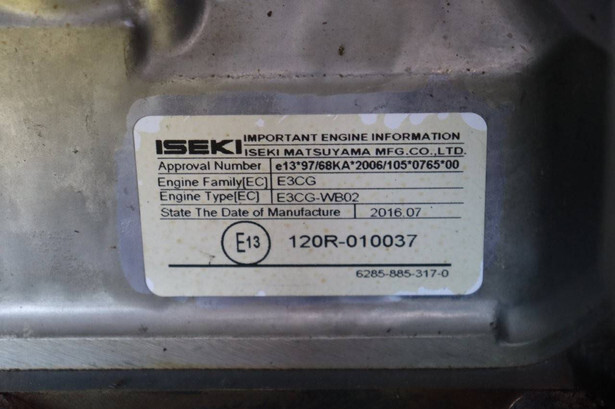 ISEKI IMPORTANT ENGINE INFORMATION
ISEKI MATSUYAMA MFG.CO.,LTD.
Approval Number e13*97/68KA*2006/105*0765*00
Engine Family[EC] E3CG
Engine Type[EC] E3CG-WB02
State The Date of Manufacture 2016.07
E13 120R-010037
6285-885-317-0